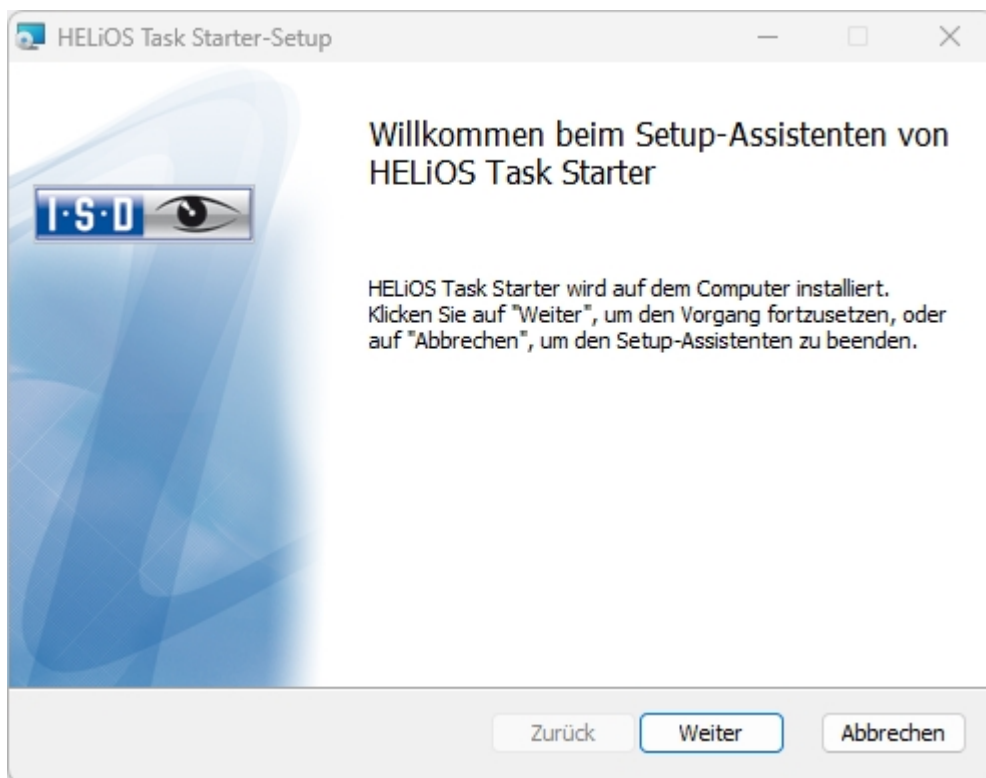 HELiOS Task Starter-Setup
Willkommen beim Setup-Assistenten von
HELiOS Task Starter
I·S·D
HELiOS Task Starter wird auf dem Computer installiert.
Klicken Sie auf "Weiter", um den Vorgang fortzusetzen, oder
auf "Abbrechen", um den Setup-Assistenten zu beenden.
Zurück Weiter Abbrechen